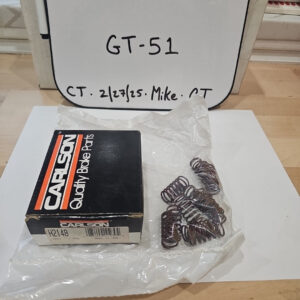 GT-51
CT. 2/27/25. Mike. CT
CARLSON
Quality Brake Parts
H2148